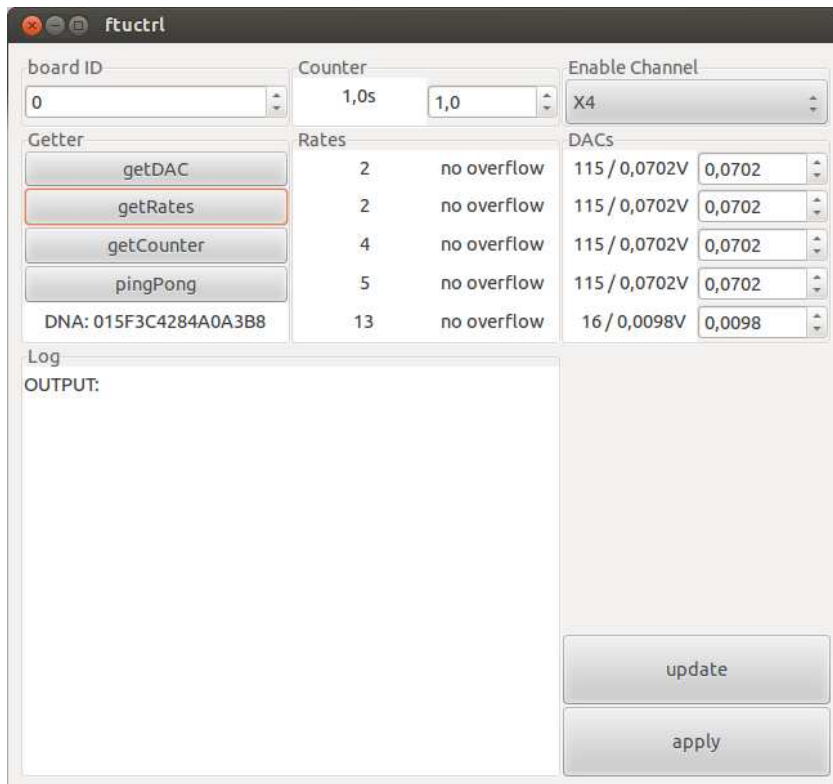 ftuctrl
board ID
Counter
Enable Channel
0
1,0s
1,0
X4
Getter
Rates
DACs
getDAC
2
no overflow
115 / 0,0702V
0,0702
getRates
2
no overflow
115 / 0,0702V
0,0702
getCounter
4
no overflow
115 / 0,0702V
0,0702
pingPong
5
no overflow
115 / 0,0702V
0,0702
DNA: 015F3C4284A0A3B8
13
no overflow
16 / 0,0098V
0,0098
Log
OUTPUT:
update
apply